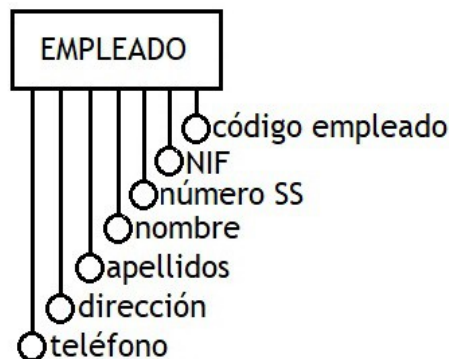 EMPLEADO
código empleado
NIF
número SS
nombre
apellidos
dirección
teléfono